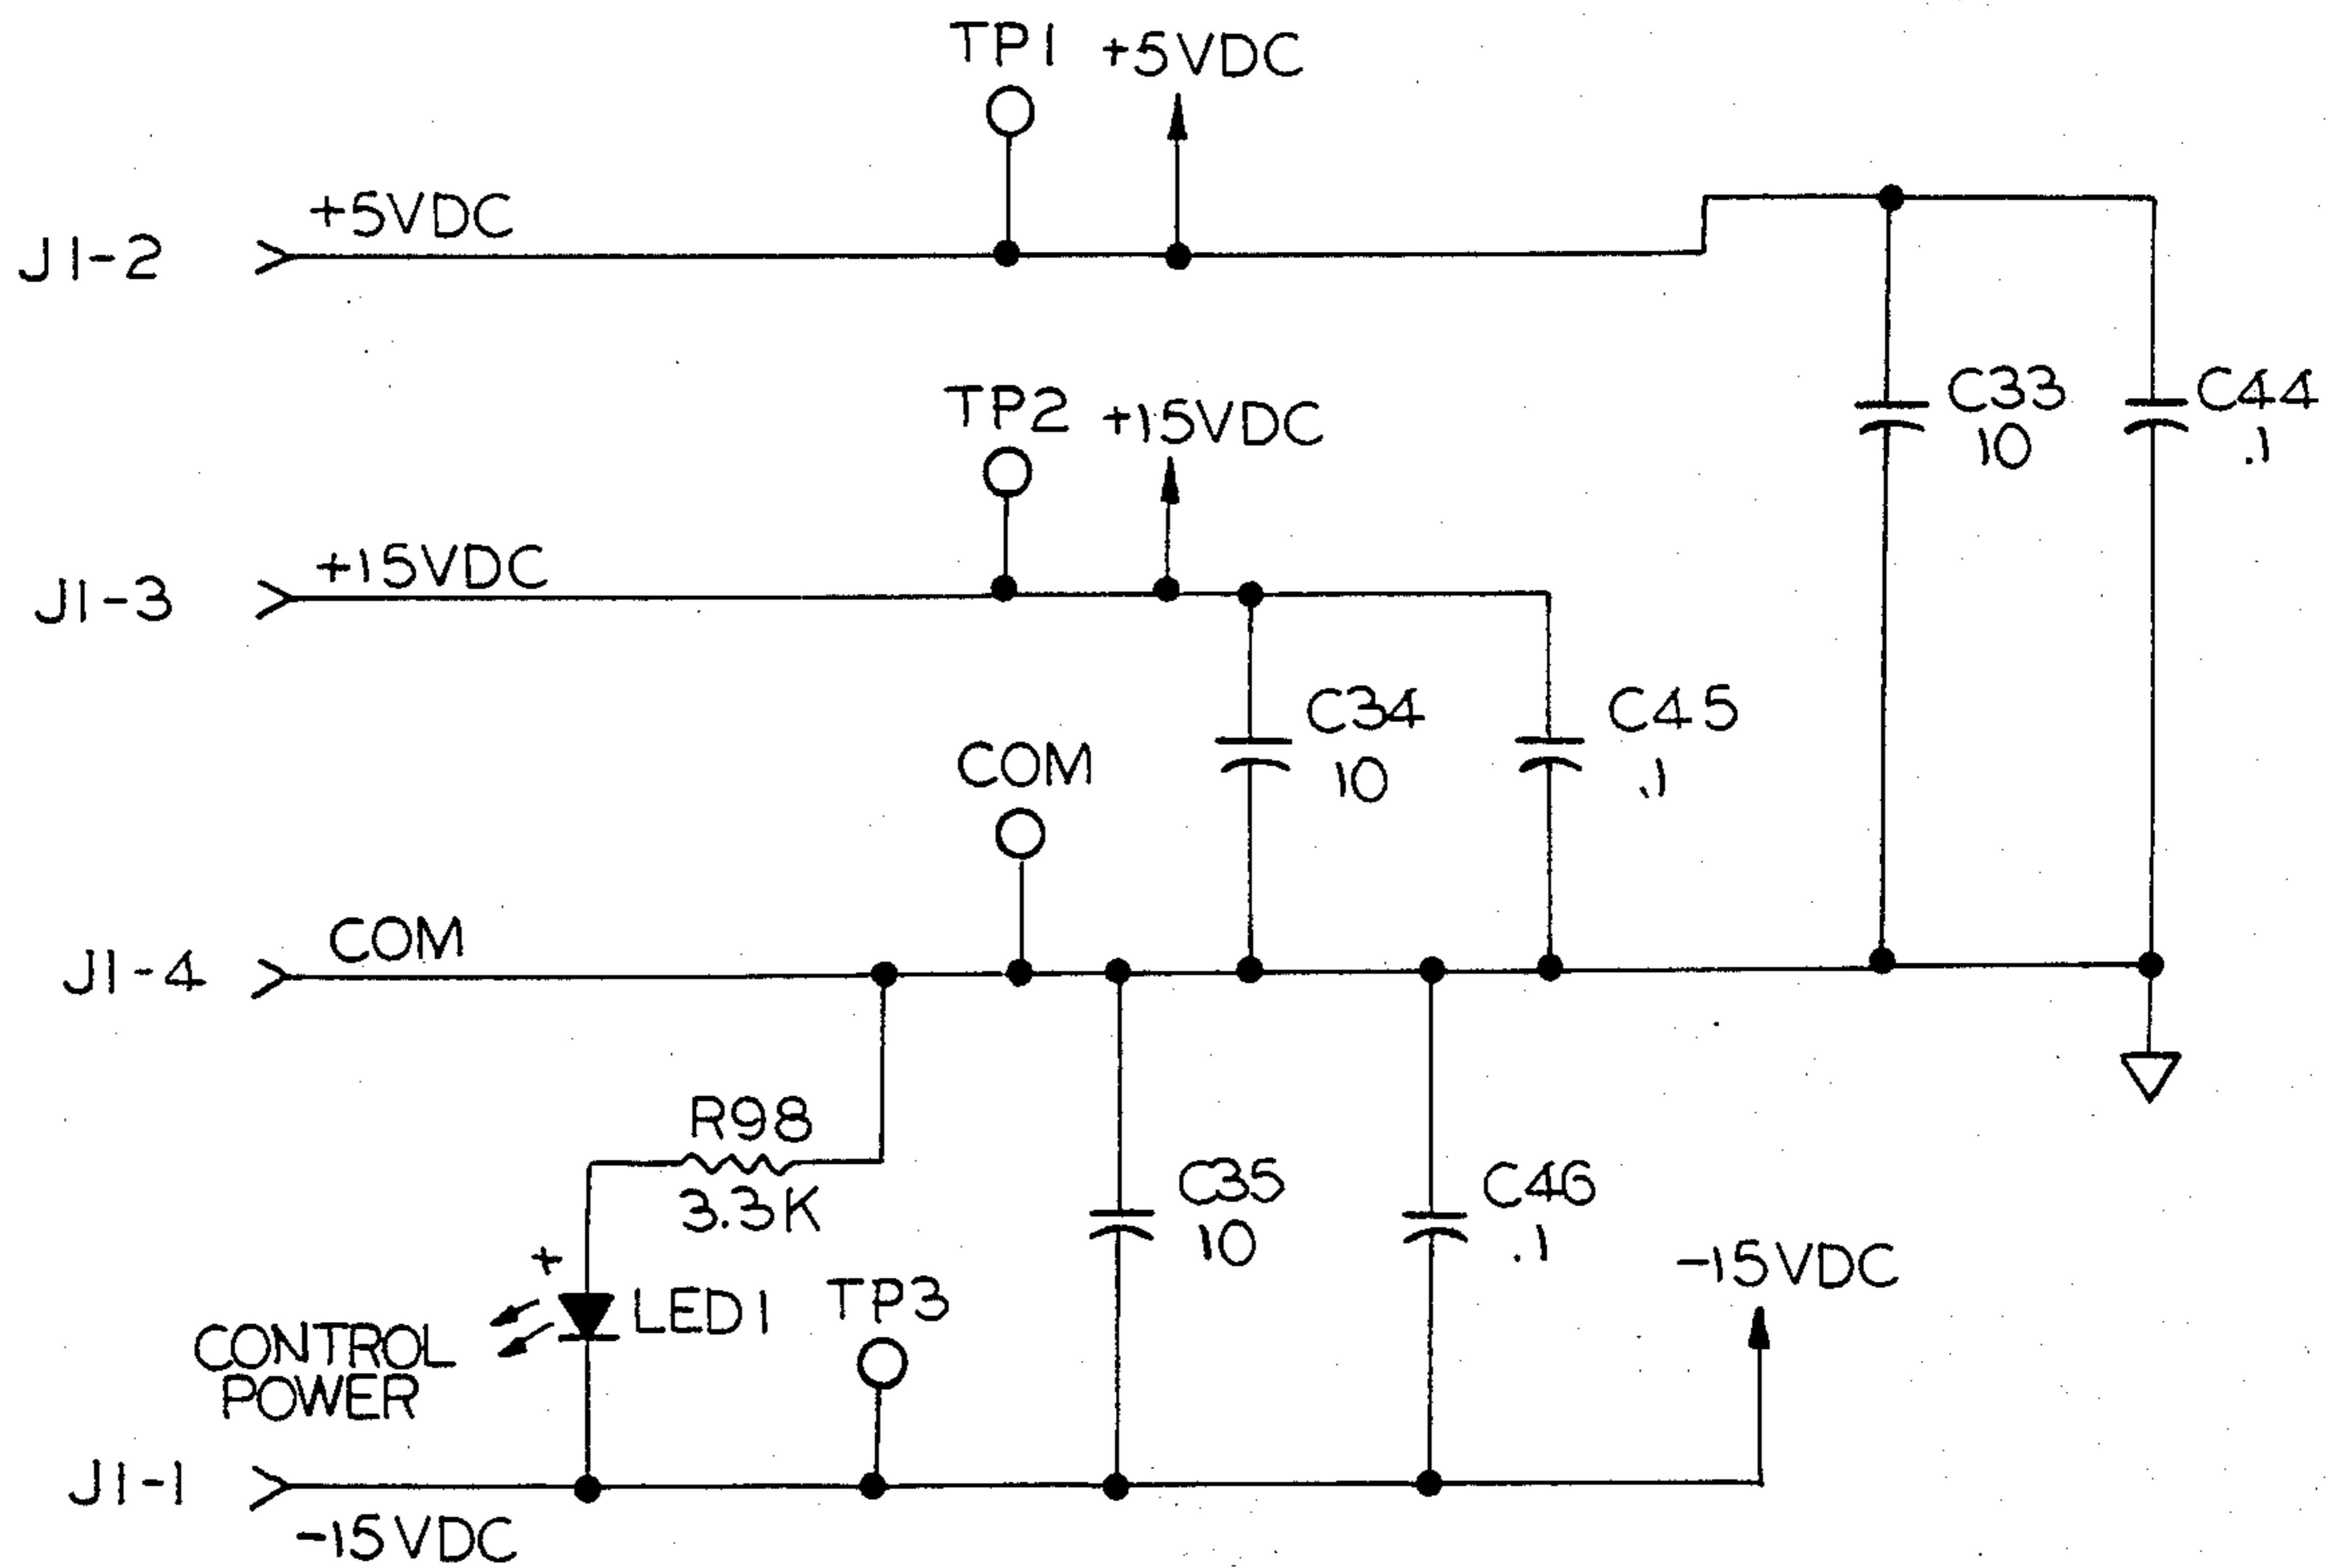 TP1 +5VDC
+5VDC
J1-2
C33
10
C44
.1
TP2 +15VDC
+15VDC
J1-3
C34
10
C45
.1
COM
COM
J1-4
R98
3.3K
C35
10
C46
.1
-15VDC
+
LED1
TP3
CONTROL
POWER
J1-1
-15VDC